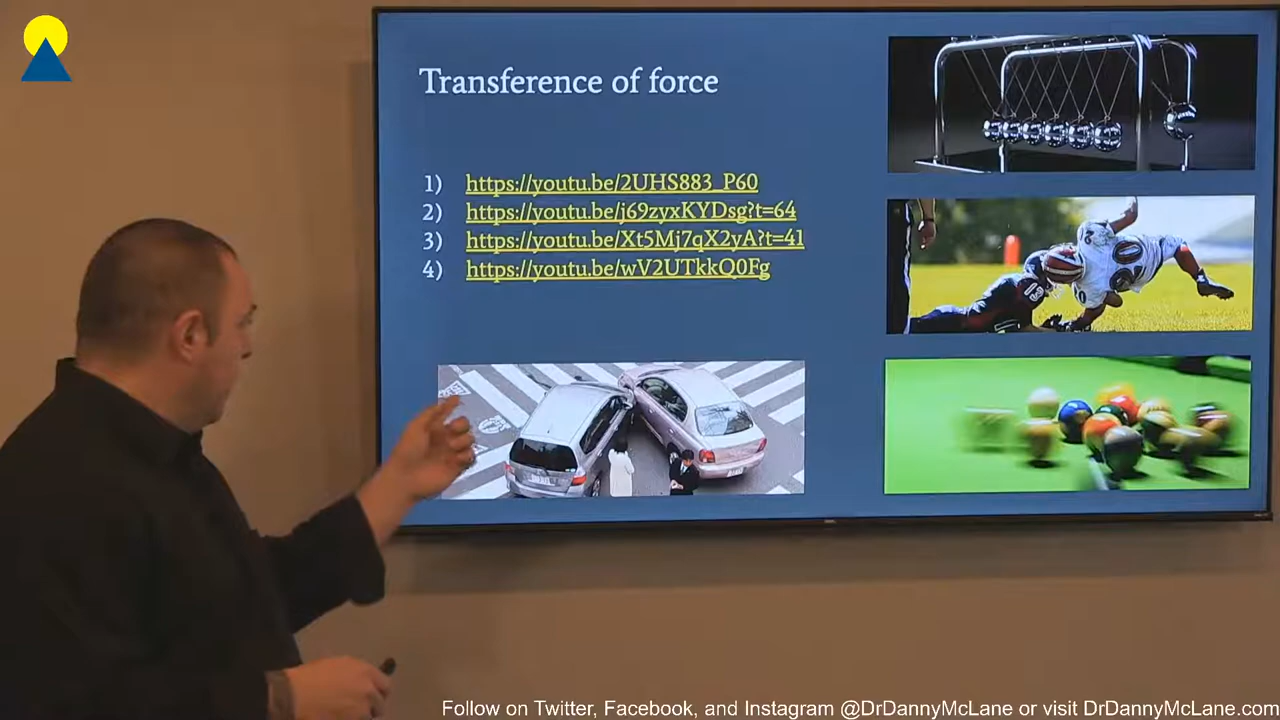 Transference of force
1) https://youtu.be/2UHS883_P60
2) https://youtu.be/j69zyxKYDsg?t=64
3) https://youtu.be/Xt5Mj7qX2yA?t=41
4) https://youtu.be/wV2UTkkQ0Fg
Follow on Twitter, Facebook, and Instagram @DrDannyMcLane or visit DrDannyMcLane.com